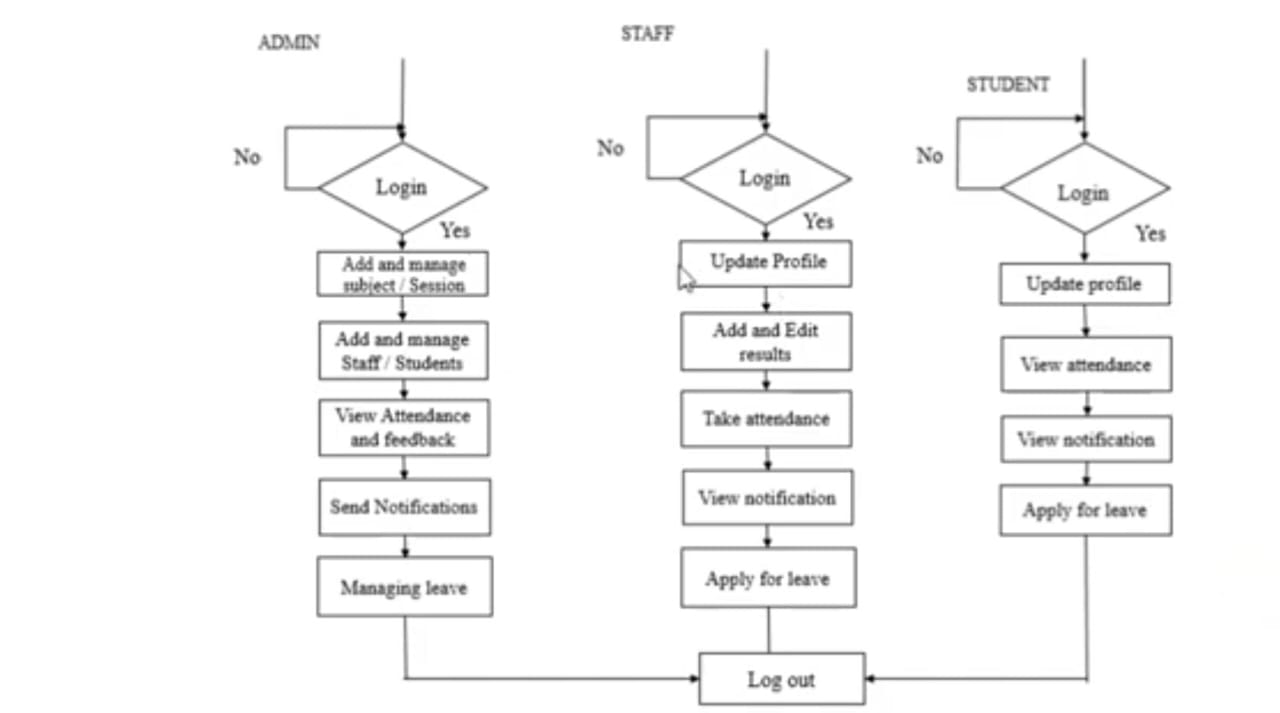 ADMIN
No
Login
Yes
Add and manage
subject / Session
Add and manage
Staff / Students
View Attendance
and feedback
Send Notifications
Managing leave
STAFF
No
Login
Yes
Update Profile
Add and Edit
results
Take attendance
View notification
Apply for leave
STUDENT
No
Login
Yes
Update profile
View attendance
View notification
Apply for leave
Log out